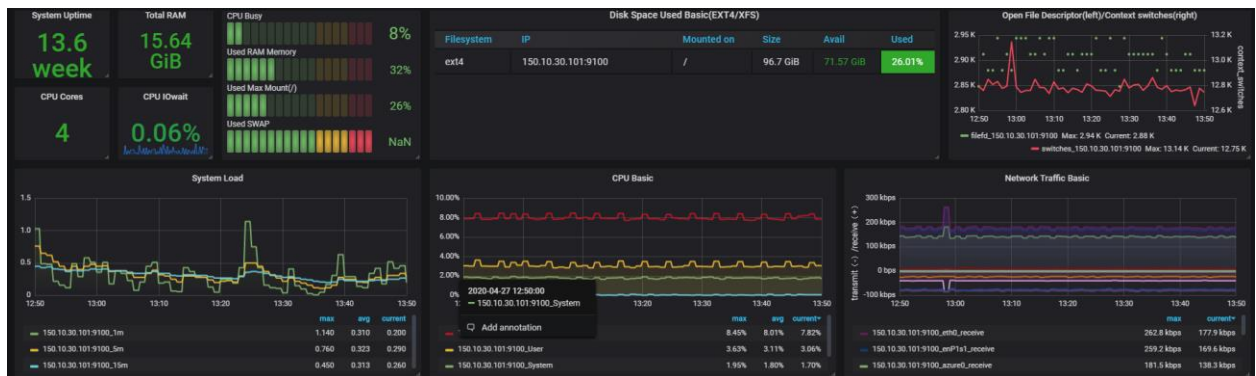 System Uptime
13.6
week
Total RAM
15.64
GiB
CPU Cores
4
CPU IOwait
0.06%
CPU Busy
8%
Used RAM Memory
32%
Used Max Mount(/)
26%
Used SWAP
NaN
Disk Space Used Basic(EXT4/XFS)
Filesystem IP Mounted on Size Avail Used
ext4 150.10.30.101:9100 / 96.7 GiB 71.57 GiB 26.01%
Open File Descriptor(left)/Context switches(right)
2.95 K
2.90 K
2.85 K
2.80 K
13.2 K
13.0 K
12.8 K
12.6 K
context_switches
12:50 13:00 13:10 13:20 13:30 13:40 13:50
filefd_150.10.30.101:9100 Max: 2.94 K Current: 2.88 K
switches_150.10.30.101:9100 Max: 13.14 K Current: 12.75 K
System Load
1.5
1.0
0.5
0
12:50 13:00 13:10 13:20 13:30 13:40 13:50
max avg current
150.10.30.101:9100_1m 1.140 0.310 0.200
150.10.30.101:9100_5m 0.760 0.323 0.290
150.10.30.101:9100_15m 0.450 0.313 0.260
CPU Basic
10.00%
8.00%
6.00%
4.00%
2.00%
0%
13:20 13:30 13:40 13:50
2020-04-27 12:50:00
150.10.30.101:9100_System
Add annotation
max avg current
8.45% 8.01% 7.82%
150.10.30.101:9100_User 3.63% 3.11% 3.06%
150.10.30.101:9100_System 1.95% 1.80% 1.70%
Network Traffic Basic
300 kbps
200 kbps
100 kbps
0 bps
-100 kbps
transmit (-) /receive (+)
12:50 13:00 13:10 13:20 13:30 13:40 13:50
max current
150.10.30.101:9100_eth0_receive 262.8 kbps 177.9 kbps
150.10.30.101:9100_enP1s1_receive 259.2 kbps 169.6 kbps
150.10.30.101:9100_azure0_receive 181.5 kbps 138.3 kbps